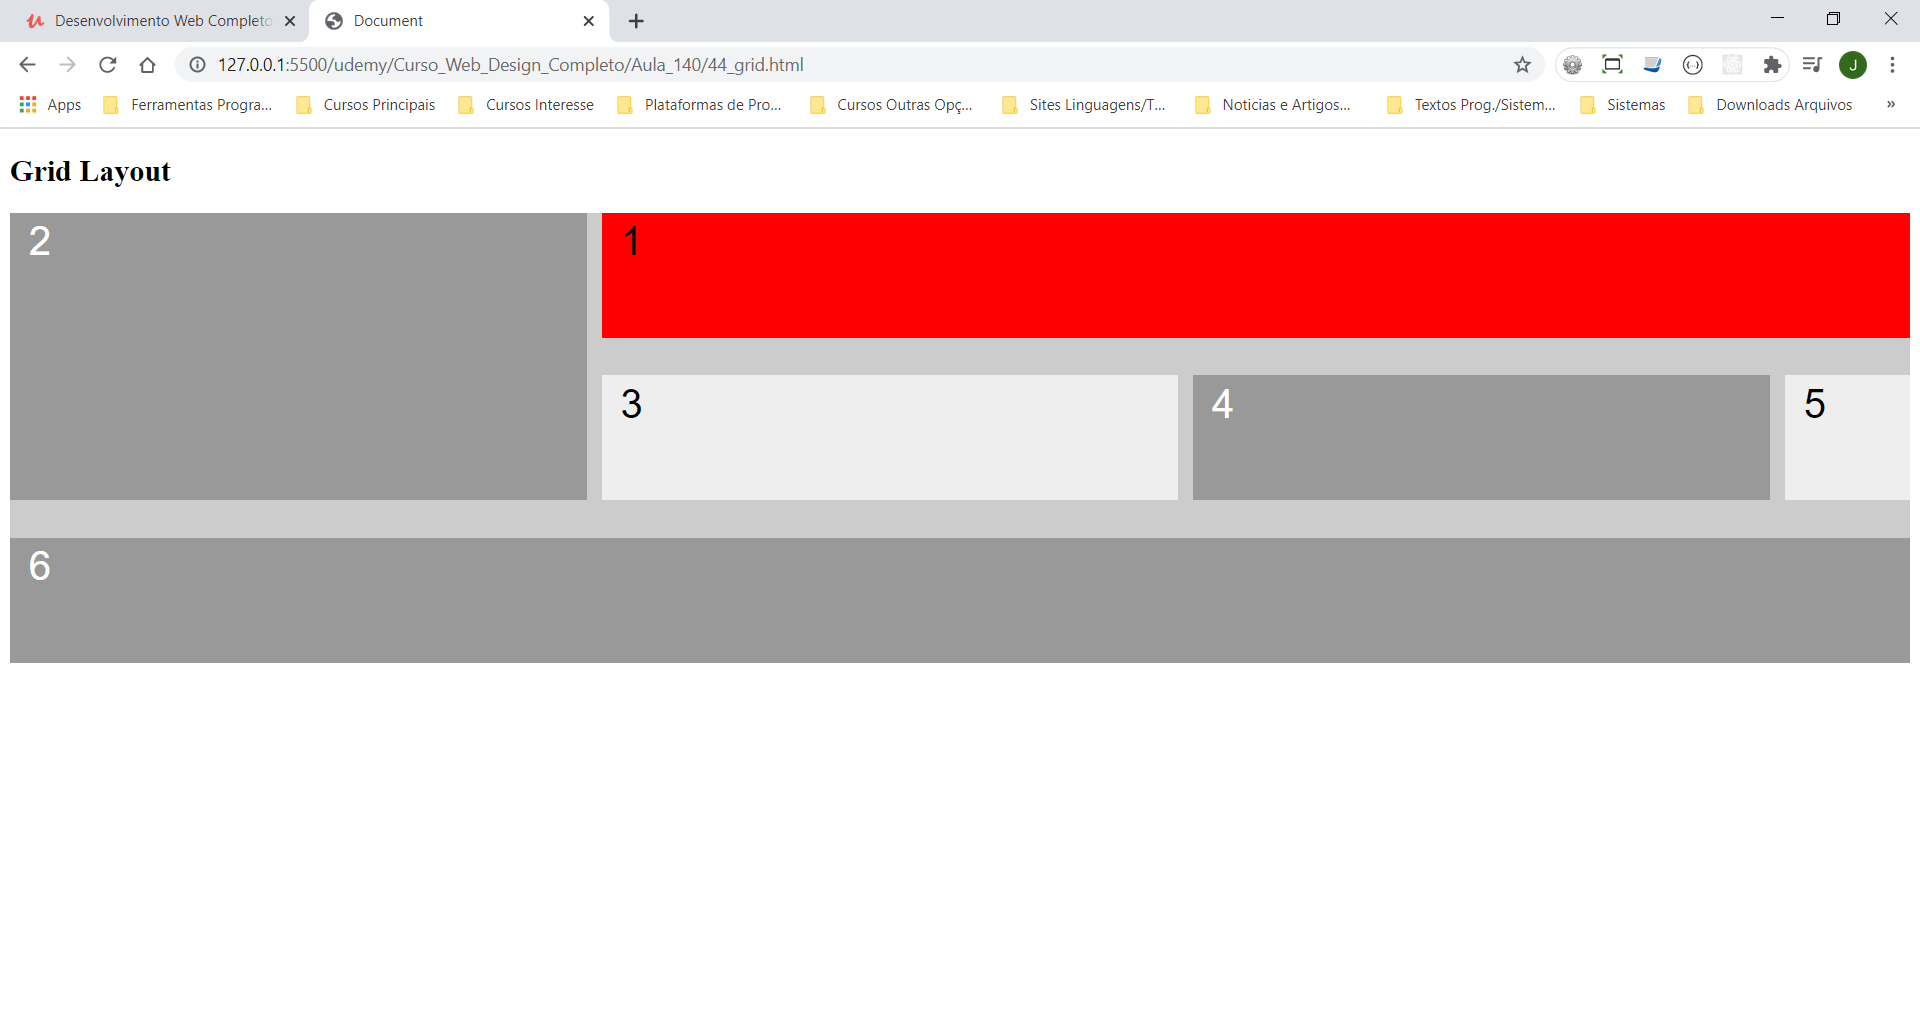 Desenvolvimento Web Completo
Document
127.0.0.1:5500/udemy/Curso_Web_Design_Completo/Aula_140/44_grid.html
J
Apps
Ferramentas Progra...
Cursos Principais
Cursos Interesse
Plataformas de Pro...
Cursos Outras Opç...
Sites Linguagens/T...
Noticias e Artigos...
Textos Prog./Sistem...
Sistemas
Downloads Arquivos
»
Grid Layout
2
1
3
4
5
6